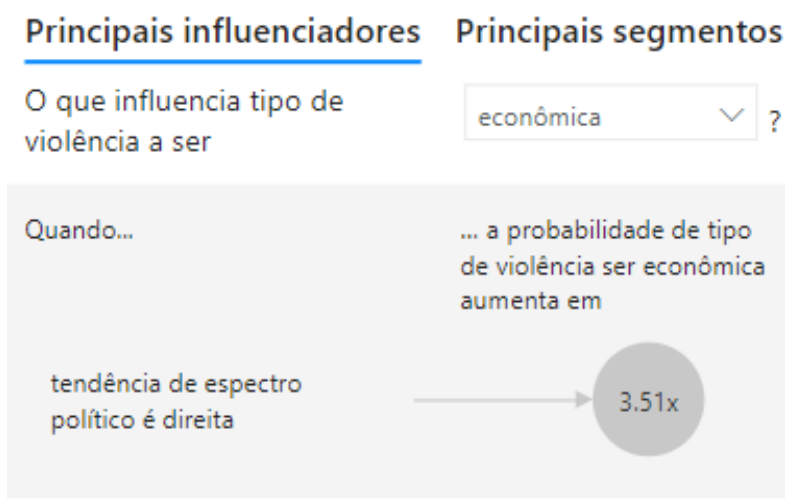 Principais influenciadores Principais segmentos
O que influencia tipo de
violência a ser
econômica ?
Quando...
... a probabilidade de tipo
de violência ser econômica
aumenta em
tendência de espectro
político é direita
3.51x